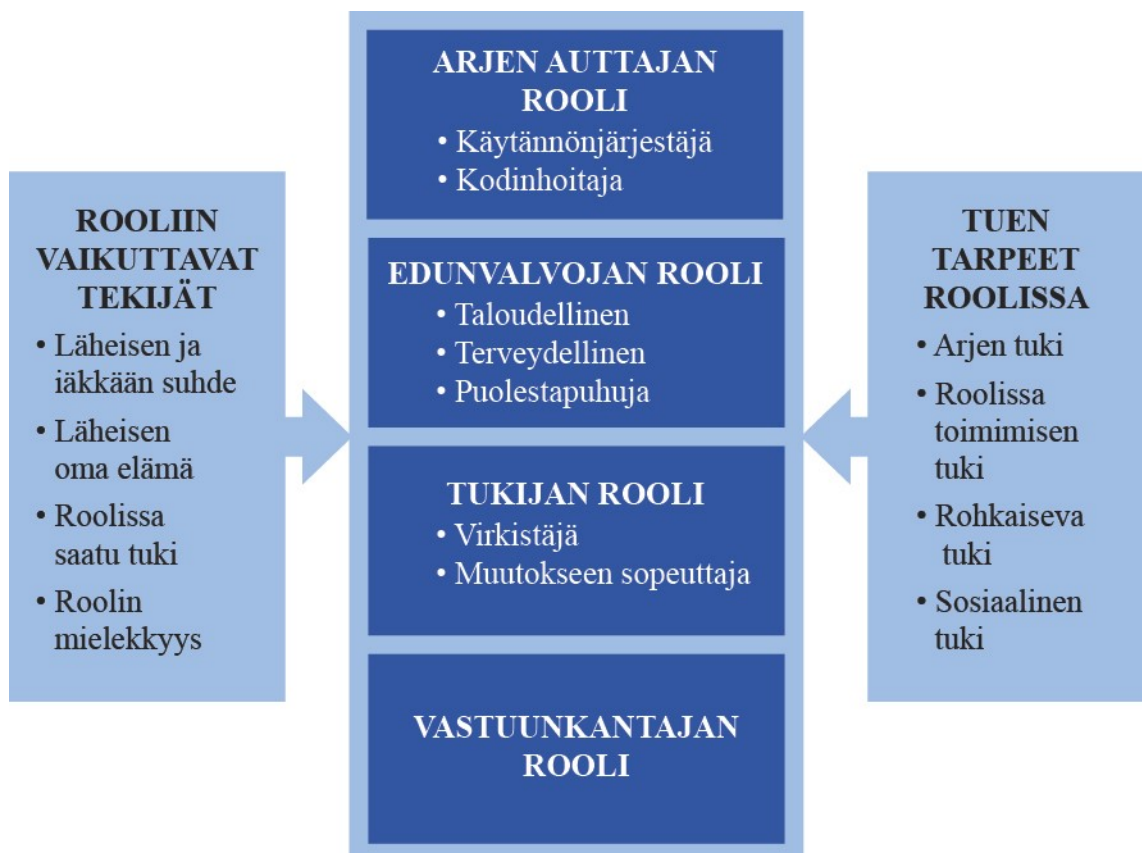 ROOLIIN
VAIKUTTAVAT
TEKIJÄT
• Läheisen ja
iäkkään suhde
• Läheisen
oma elämä
• Roolissa
saatu tuki
• Roolin
mielekkyys
ARJEN AUTTAJAN
ROOLI
• Käytännönjärjestäjä
• Kodinhoitaja
EDUNVALVOJAN ROOLI
• Taloudellinen
• Terveydellinen
• Puolestapuhuja
TUKIJAN ROOLI
• Virkistäjä
• Muutokseen sopeuttaja
VASTUUNKANTAJAN
ROOLI
TUEN
TARPEET
ROOLISSA
• Arjen tuki
• Roolissa
toimimisen
tuki
• Rohkaiseva
tuki
• Sosiaalinen
tuki